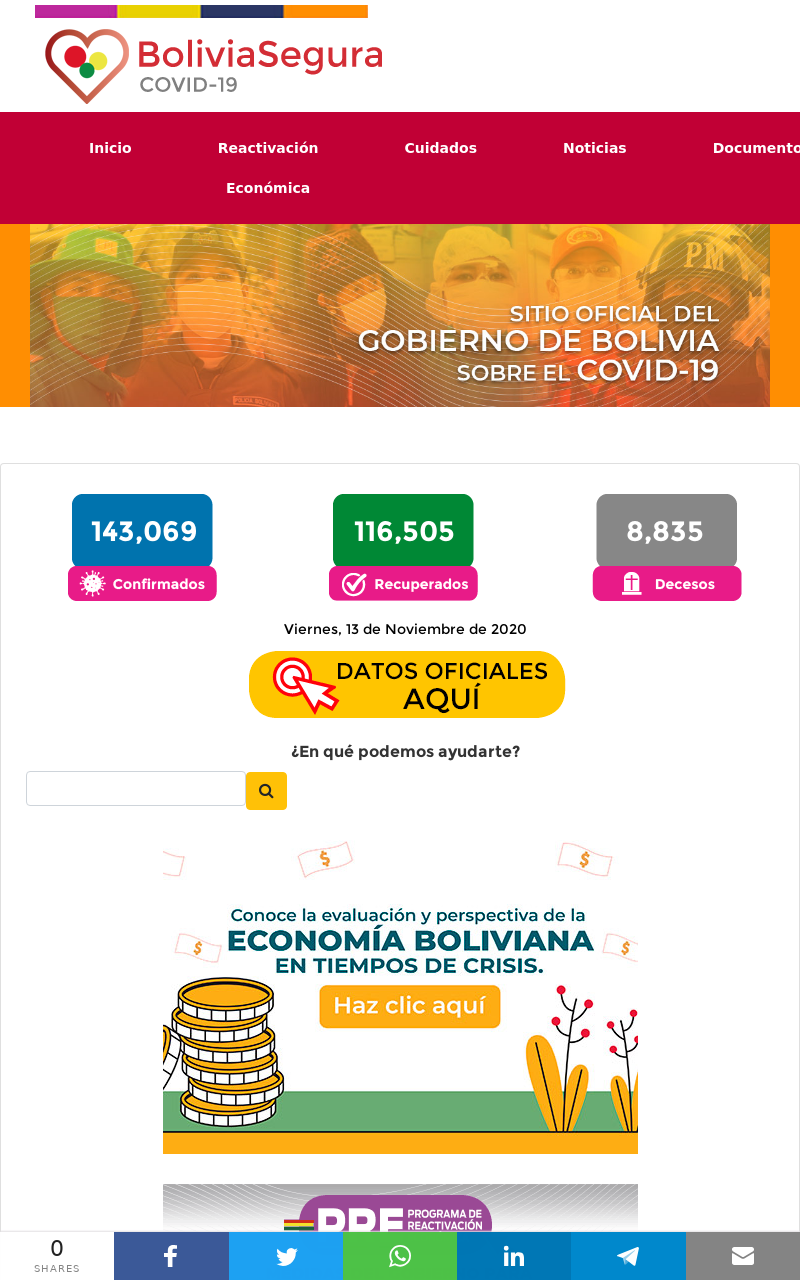 BoliviaSegura
COVID-19
Inicio
Reactivación
Económica
Cuidados
Noticias
PM
SITIO OFICIAL DEL
GOBIERNO DE BOLIVIA
SOBRE EL COVID-19
143,069
Confirmados
116,505
Recuperados
8,835
Decesos
Viernes, 13 de Noviembre de 2020
DATOS OFICIALES
AQUÍ
¿En qué podemos ayudarte?
Conoce la evaluación y perspectiva de la
ECONOMÍA BOLIVIANA
EN TIEMPOS DE CRISIS.
Haz clic aquí
PROGRAMA DE
REACTIVACIÓN
0
SHARES